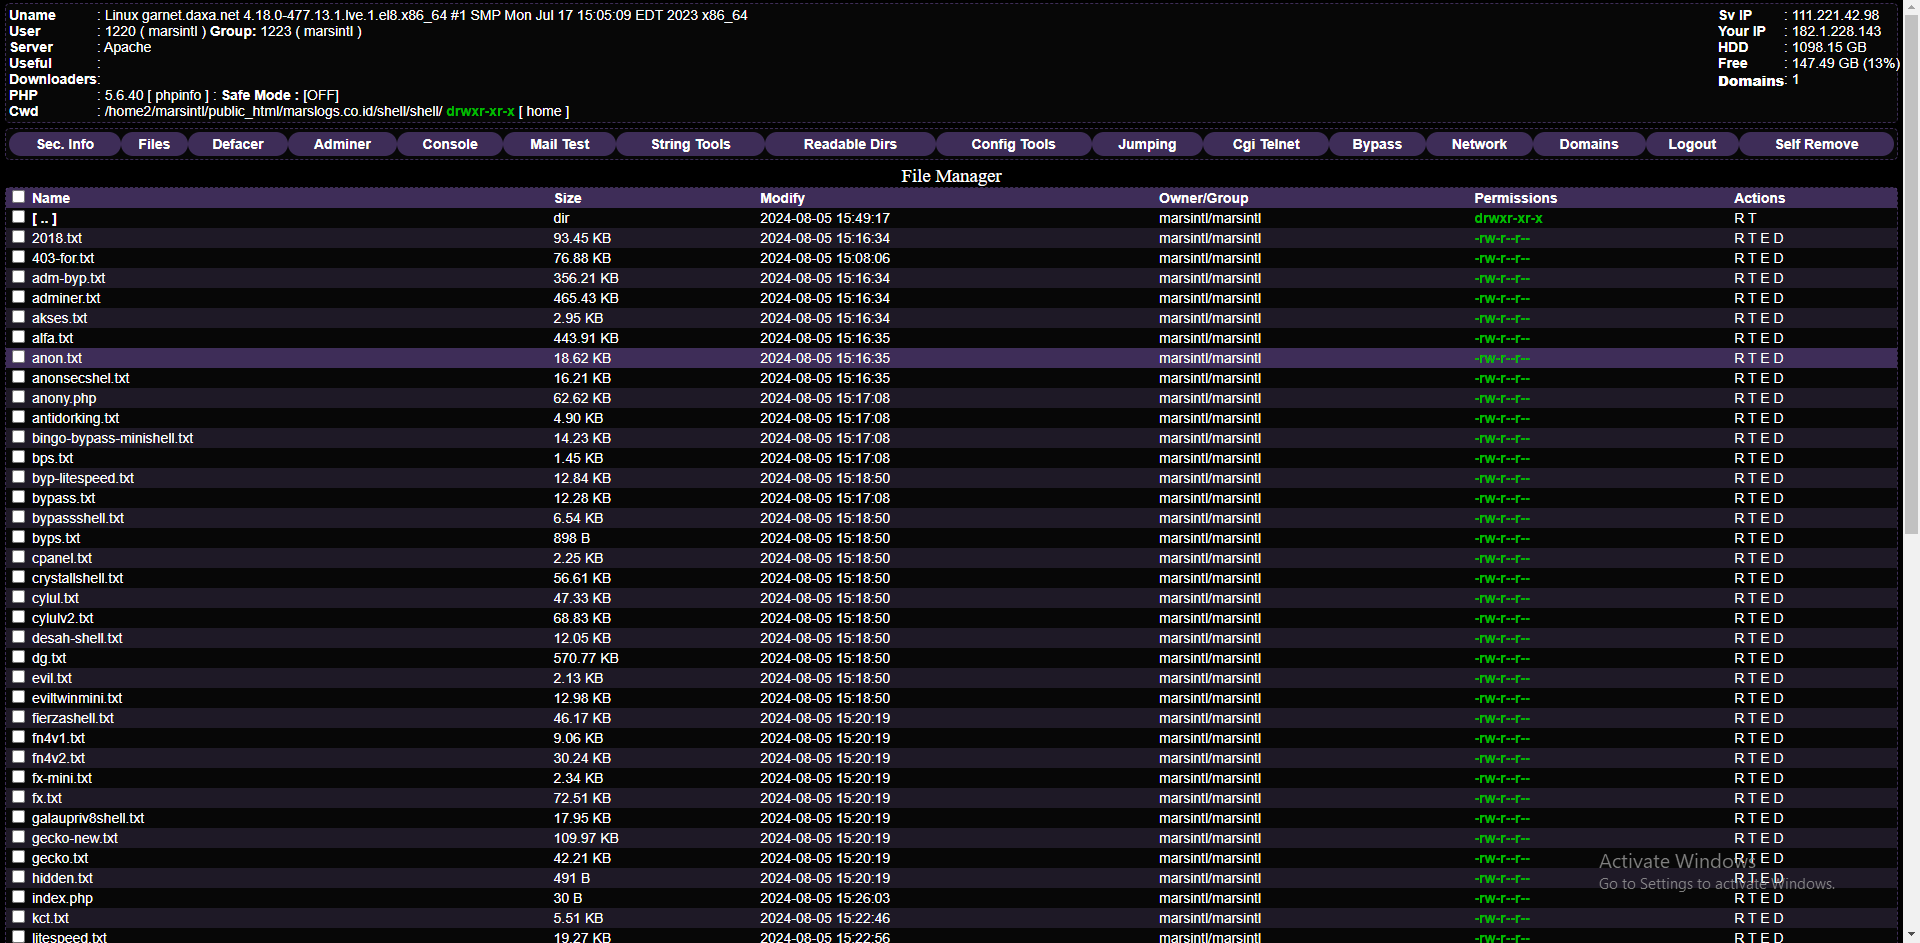 Uname : Linux garnet.daxa.net 4.18.0-477.13.1.lve.1.el8.x86_64 #1 SMP Mon Jul 17 15:05:09 EDT 2023 x86_64 Sv IP : 111.221.42.98
User : 1220 ( marsintl ) Group: 1223 ( marsintl ) Your IP : 182.1.228.143
Server : Apache HDD : 1098.15 GB
Useful : Free : 147.49 GB (13%)
Downloaders: Domains: 1
PHP : 5.6.40 [ phpinfo ] : Safe Mode : [OFF]
Cwd : /home2/marsintl/public_html/marslogs.co.id/shell/shell/ drwxr-xr-x [ home ]
Sec. Info Files Defacer Adminer Console Mail Test String Tools Readable Dirs Config Tools Jumping Cgi Telnet Bypass Network Domains Logout Self Remove
File Manager
Name Size Modify Owner/Group Permissions Actions
[ .. ] dir 2024-08-05 15:49:17 marsintl/marsintl drwxr-xr-x R T
2018.txt 93.45 KB 2024-08-05 15:16:34 marsintl/marsintl -rw-r--r-- R T E D
403-for.txt 76.88 KB 2024-08-05 15:08:06 marsintl/marsintl -rw-r--r-- R T E D
adm-byp.txt 356.21 KB 2024-08-05 15:16:34 marsintl/marsintl -rw-r--r-- R T E D
adminer.txt 465.43 KB 2024-08-05 15:16:34 marsintl/marsintl -rw-r--r-- R T E D
akses.txt 2.95 KB 2024-08-05 15:16:34 marsintl/marsintl -rw-r--r-- R T E D
alfa.txt 443.91 KB 2024-08-05 15:16:35 marsintl/marsintl -rw-r--r-- R T E D
anon.txt 18.62 KB 2024-08-05 15:16:35 marsintl/marsintl -rw-r--r-- R T E D
anonsecshel.txt 16.21 KB 2024-08-05 15:16:35 marsintl/marsintl -rw-r--r-- R T E D
anony.php 62.62 KB 2024-08-05 15:17:08 marsintl/marsintl -rw-r--r-- R T E D
antidorking.txt 4.90 KB 2024-08-05 15:17:08 marsintl/marsintl -rw-r--r-- R T E D
bingo-bypass-minishell.txt 14.23 KB 2024-08-05 15:17:08 marsintl/marsintl -rw-r--r-- R T E D
bps.txt 1.45 KB 2024-08-05 15:17:08 marsintl/marsintl -rw-r--r-- R T E D
byp-litespeed.txt 12.84 KB 2024-08-05 15:18:50 marsintl/marsintl -rw-r--r-- R T E D
bypass.txt 12.28 KB 2024-08-05 15:17:08 marsintl/marsintl -rw-r--r-- R T E D
bypassshell.txt 6.54 KB 2024-08-05 15:18:50 marsintl/marsintl -rw-r--r-- R T E D
byps.txt 898 B 2024-08-05 15:18:50 marsintl/marsintl -rw-r--r-- R T E D
cpanel.txt 2.25 KB 2024-08-05 15:18:50 marsintl/marsintl -rw-r--r-- R T E D
crystallshell.txt 56.61 KB 2024-08-05 15:18:50 marsintl/marsintl -rw-r--r-- R T E D
cylul.txt 47.33 KB 2024-08-05 15:18:50 marsintl/marsintl -rw-r--r-- R T E D
cylulv2.txt 68.83 KB 2024-08-05 15:18:50 marsintl/marsintl -rw-r--r-- R T E D
desah-shell.txt 12.05 KB 2024-08-05 15:18:50 marsintl/marsintl -rw-r--r-- R T E D
dg.txt 570.77 KB 2024-08-05 15:18:50 marsintl/marsintl -rw-r--r-- R T E D
evil.txt 2.13 KB 2024-08-05 15:18:50 marsintl/marsintl -rw-r--r-- R T E D
eviltwinmini.txt 12.98 KB 2024-08-05 15:18:50 marsintl/marsintl -rw-r--r-- R T E D
fierzashell.txt 46.17 KB 2024-08-05 15:20:19 marsintl/marsintl -rw-r--r-- R T E D
fn4v1.txt 9.06 KB 2024-08-05 15:20:19 marsintl/marsintl -rw-r--r-- R T E D
fn4v2.txt 30.24 KB 2024-08-05 15:20:19 marsintl/marsintl -rw-r--r-- R T E D
fx-mini.txt 2.34 KB 2024-08-05 15:20:19 marsintl/marsintl -rw-r--r-- R T E D
fx.txt 72.51 KB 2024-08-05 15:20:19 marsintl/marsintl -rw-r--r-- R T E D
galaupriv8shell.txt 17.95 KB 2024-08-05 15:20:19 marsintl/marsintl -rw-r--r-- R T E D
gecko-new.txt 109.97 KB 2024-08-05 15:20:19 marsintl/marsintl -rw-r--r-- R T E D
gecko.txt 42.21 KB 2024-08-05 15:20:19 marsintl/marsintl -rw-r--r-- R T E D
Activate Windows
hidden.txt 491 B 2024-08-05 15:20:19 marsintl/marsintl -rw-r--r-- R T E D
Go to Settings to activate Windows.
index.php 30 B 2024-08-05 15:26:03 marsintl/marsintl -rw-r--r-- R T E D
kct.txt 5.51 KB 2024-08-05 15:22:46 marsintl/marsintl -rw-r--r-- R T E D
litespeed.txt 19.27 KB 2024-08-05 15:22:56 marsintl/marsintl -rw-r--r-- R T E D